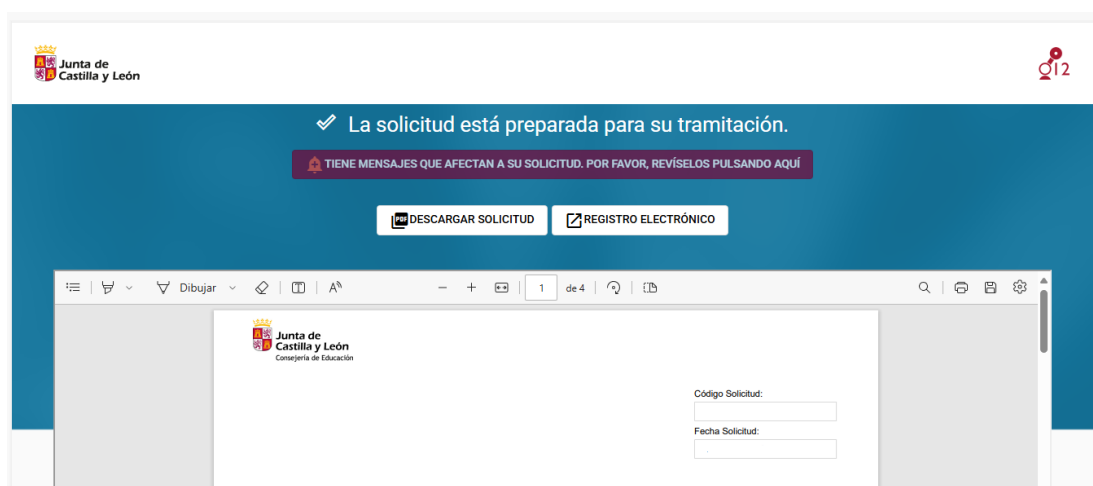 Junta de
Castilla y León
012
La solicitud está preparada para su tramitación.
TIENE MENSAJES QUE AFECTAN A SU SOLICITUD. POR FAVOR, REVÍSELOS PULSANDO AQUÍ
PDF DESCARGAR SOLICITUD REGISTRO ELECTRÓNICO
Dibujar 1 de 4
Junta de
Castilla y León
Consejería de Educación
Código Solicitud:
Fecha Solicitud: